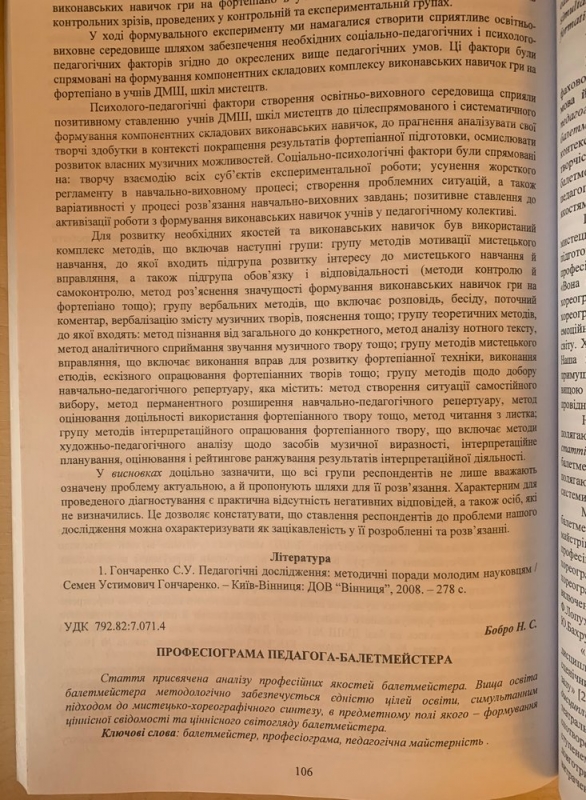 виконавських навичок гри на фортепіано в у
контрольних зрізів, проведених у контрольній та експериментальній групах.
У ході формувального експерименту ми намагалися створити сприятливе освітньо-
виховне середовище шляхом забезпечення необхідних соціально-педагогічних і психолого-
педагогічних факторів згідно до окреслених вище педагогічних умов. Ці фактори були
спрямовані на формування компонентних складових комплексу виконавських навичок гри на
фортепіано в учнів ДМШ, шкіл мистецтв.
Психолого-педагогічні фактори створення освітньо-виховного середовища сприяли
позитивному ставленню учнів ДМШ, шкіл мистецтв до цілеспрямованого і систематичного
формування компонентних складових виконавських навичок, до прагнення аналізувати свої
творчі здобутки в контексті покращення результатів фортепіанної підготовки, осмислювати
розвиток власних музичних можливостей. Соціально-психологічні фактори були спрямовані
на: творчу взаємодію всіх суб’єктів експериментальної роботи; усунення жорсткого
регламенту в навчально-виховному процесі; створення проблемних ситуацій, а також
варіативності у процесі розв’язання навчально-виховних завдань; позитивне ставлення до
активізації роботи з формування виконавських навичок учнів у педагогічному колективі.
Для розвитку необхідних якостей та виконавських навичок був використаний
комплекс методів, що включав наступні групи: групу методів мотивації мистецького
навчання, до якої входить підгрупа розвитку інтересу до мистецького навчання й
вправляння, а також підгрупа обов’язку і відповідальності (методи контролю й
самоконтролю, метод роз’яснення значущості формування виконавських навичок гри на
фортепіано тощо); групу вербальних методів, що включає розповідь, бесіду, поточний
коментар, вербалізацію змісту музичних творів, пояснення тощо; групу теоретичних методів,
до якої входять: метод пізнання від загального до конкретного, метод аналізу нотного тексту,
метод аналітичного сприймання звучання музичного твору тощо; групу методів мистецького
вправляння, що включає виконання вправ для розвитку фортепіанної техніки, виконання
етюдів, ескізного опрацювання фортепіанних творів тощо; групу методів щодо добору
навчально-педагогічного репертуару, яка містить: метод створення ситуації самостійного
вибору, метод перманентного розширення навчально-педагогічного репертуару, метод
оцінювання доцільності використання фортепіанного твору тощо, метод читання з листка;
групу методів інтерпретаційного опрацювання фортепіанного твору, що включає методи
художньо-педагогічного аналізу щодо засобів музичної виразності, інтерпретаційне
планування, оцінювання і рейтингове ранжування результатів інтерпретаційної діяльності.
У висновках доцільно зазначити, що всі групи респондентів не лише вважають
означену проблему актуальною, а й пропонують шляхи для її розв’язання. Характерним для
проведеного діагностування є практична відсутність негативних відповідей, а також осіб, які
не визначились. Це дозволяє констатувати, що ставлення респондентів до проблеми нашого
дослідження можна охарактеризувати як зацікавленість у її розробленні та розв’язанні.
Література
1. Гончаренко С.У. Педагогічні дослідження: методичні поради молодим науковцям /
Семен Устимович Гончаренко. – Київ-Вінниця: ДОВ “Вінниця”, 2008. – 278 с.
УДК 792.82:7.071.4
Бобро Н. С.
ПРОФЕСІОГРАМА ПЕДАГОГА-БАЛЕТМЕЙСТЕРА
Стаття присвячена аналізу професійних якостей балетмейстера. Вища освіта
балетмейстера методологічно забезпечується єдністю цілей освіти, симультанним
підходом до мистецько-хореографічного синтезу, в предметному полі якого – формування
ціннісної свідомості та ціннісного світогляду балетмейстера.
Ключові слова: балетмейстер, професіограма, педагогічна майстерність .
106